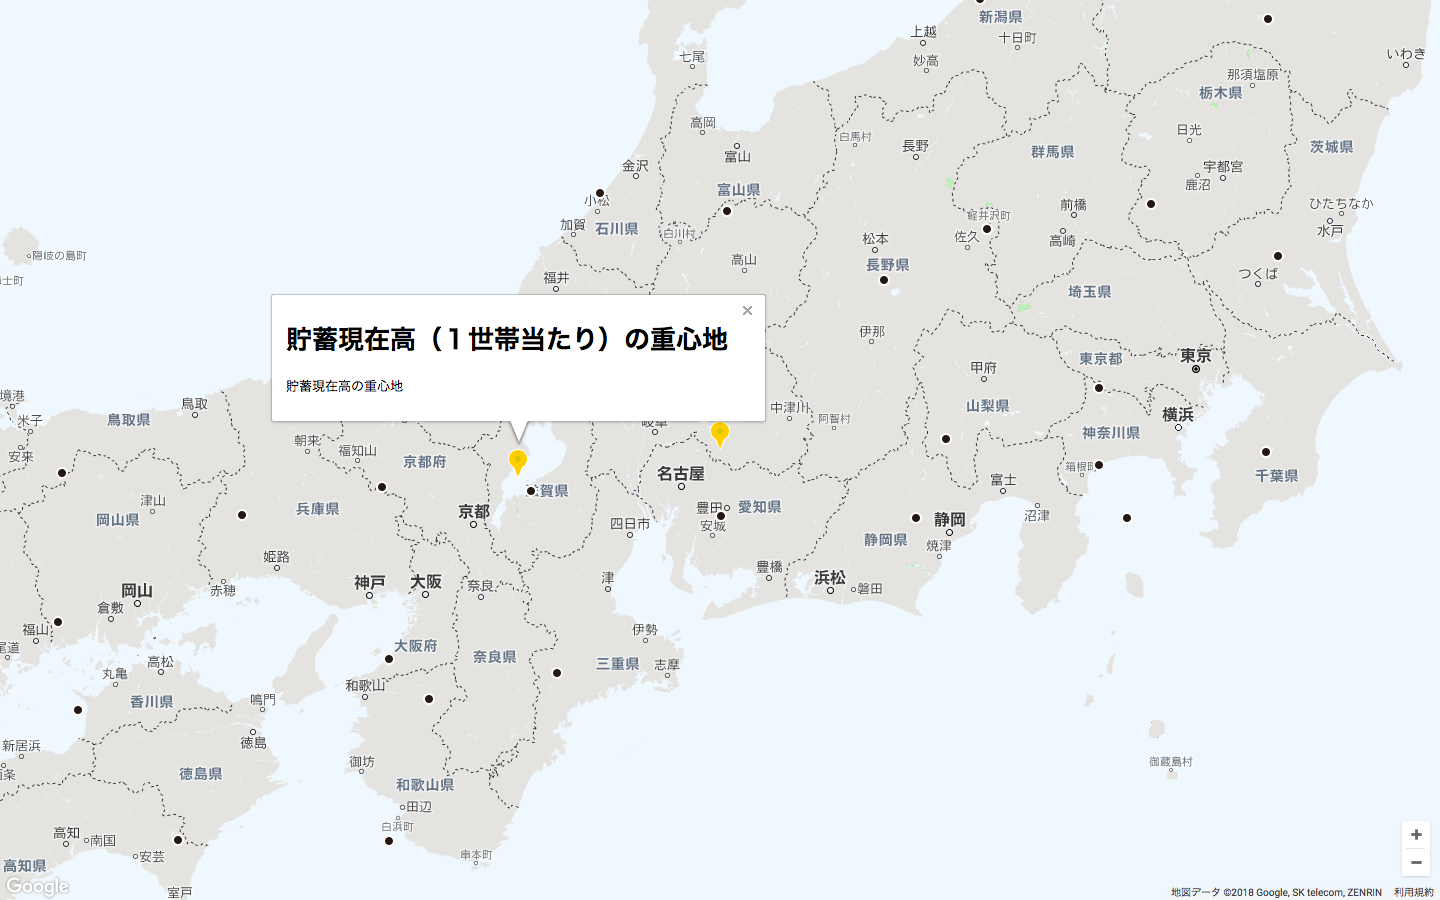 新潟県
上越
十日町
いわき
七尾
妙高
那須塩原
栃木県
高岡
日光
茨城県
白馬村
長野
群馬県
富山
金沢
宇都宮
鹿沼
富山県
小松
前橋
ひたちなか
軽井沢町
加賀
石川県
白川村
松本
佐久
高崎
水戸
隠岐の島町
高山
長野県
つくば
福井
埼玉県
貯蓄現在高（１世帯当たり）の重心地
貯蓄現在高の重心地
伊那
東京都
東京
甲府
境港
鳥取
中津川
阿智村
山梨県
横浜
米子
鳥取県
岐阜
神奈川県
朝来
福知山
京都府
安来
名古屋
箱根町
千葉県
富士
津山
賀県
豊田
愛知県
兵庫県
京都
四日市
安城
静岡
沼津
岡山県
静岡県
焼津
姫路
豊橋
浜松
磐田
神戸
大阪
奈良
津
岡山
赤穂
倉敷
福山
伊勢
尾道
大阪府
奈良県
三重県
志摩
高松
丸亀
和歌山
香川県
鳴門
徳島
新居浜
御坊
御蔵島村
徳島県
和歌山県
田辺
白浜町
高知
南国
安芸
串本町
高知県
室戸
Google
地図データ ©2018 Google, SK telecom, ZENRIN
利用規約